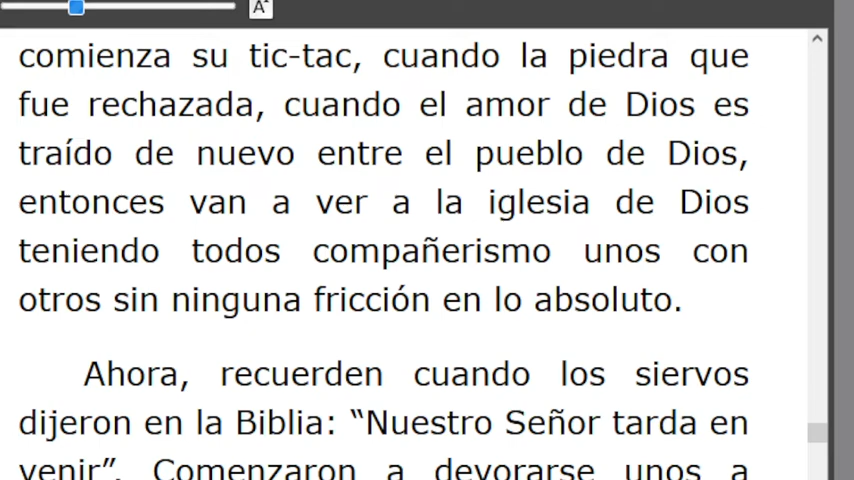 A
comienza su tic-tac, cuando la piedra que
fue rechazada, cuando el amor de Dios es
traído de nuevo entre el pueblo de Dios,
entonces van a ver a la iglesia de Dios
teniendo todos compañerismo unos con
otros sin ninguna fricción en lo absoluto.
Ahora, recuerden cuando los siervos
dijeron en la Biblia: “Nuestro Señor tarda en
venir”. Comenzaron a devorarse unos a